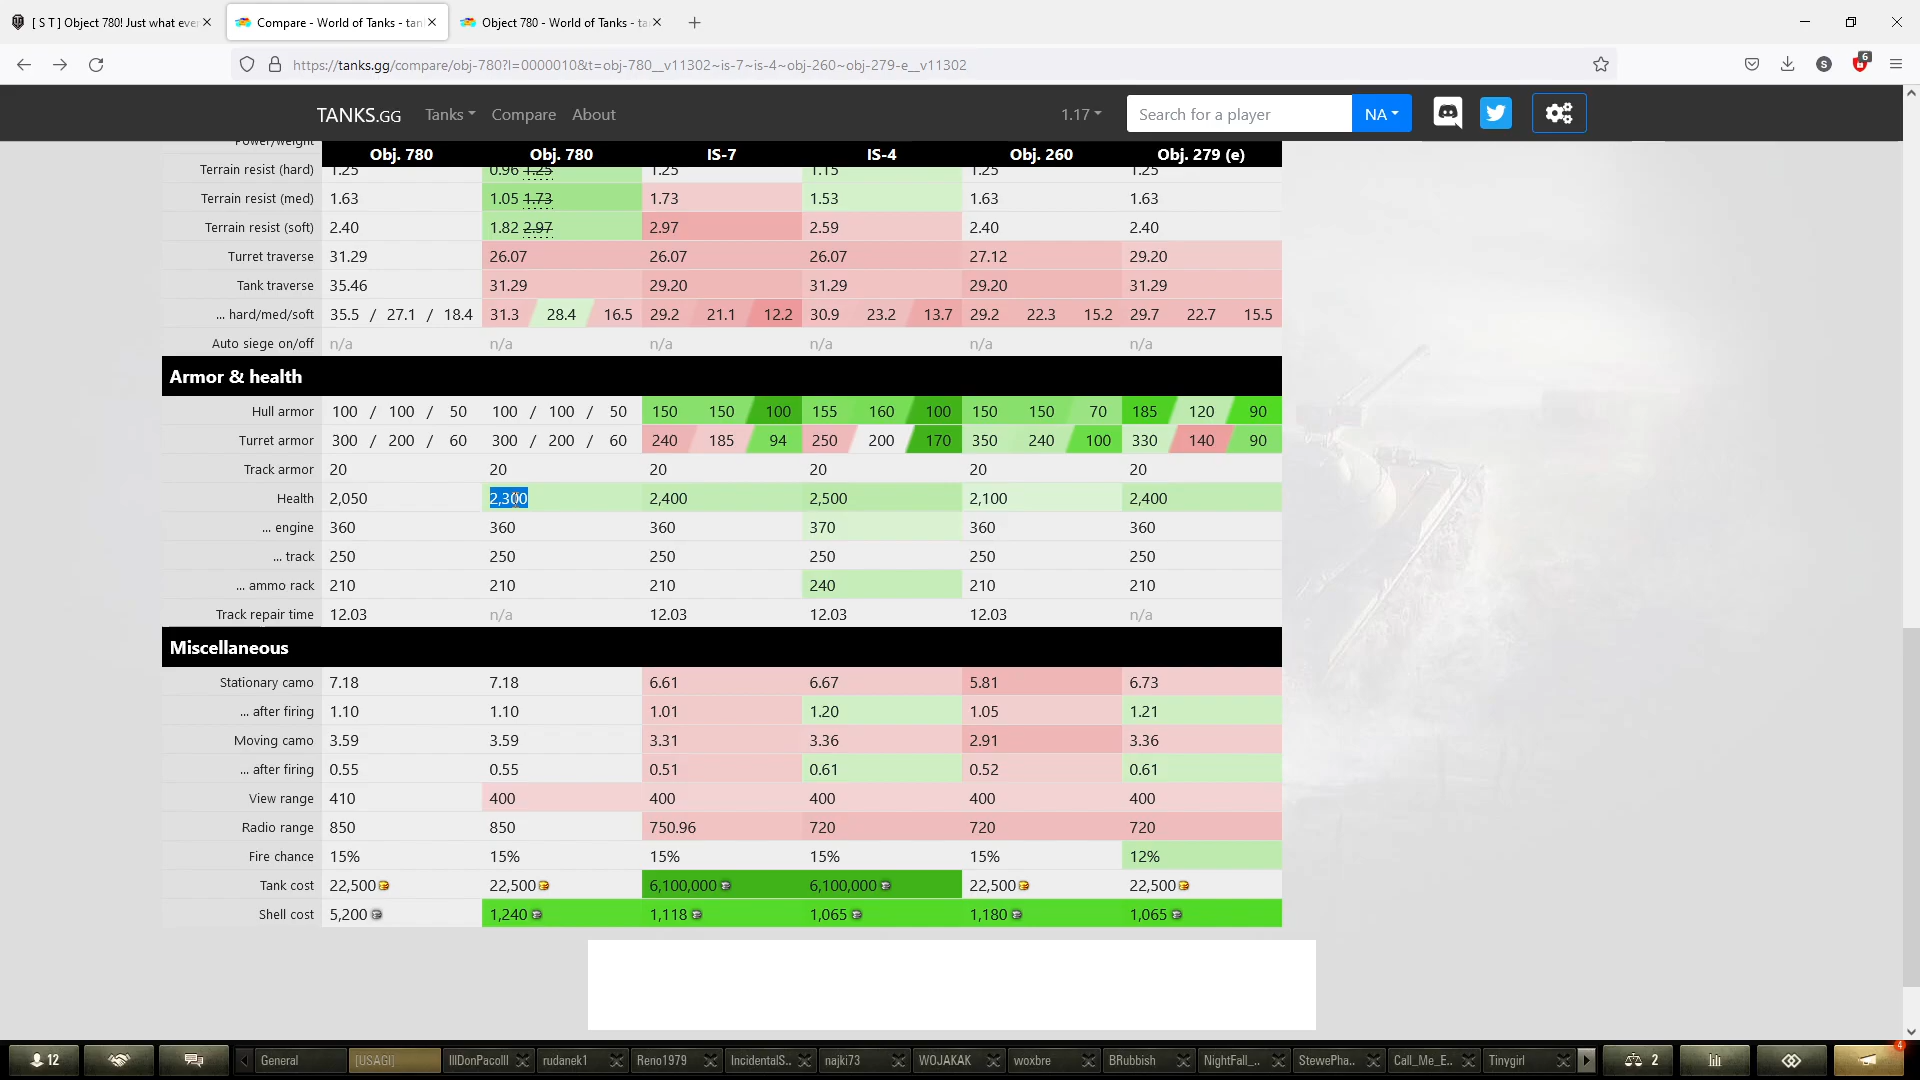 [ S T ] Object 780! Just what eve
Compare - World of Tanks - tan
Object 780 - World of Tanks - ta
https://tanks.gg/compare/obj-780?l=0000010&t=obj-780__v11302~is-7~is-4~obj-260~obj-279-e__v11302
6
TANKS.GG Tanks Compare About 1.17 Search for a player NA
Power/weight
Obj. 780 Obj. 780 IS-7 IS-4 Obj. 260 Obj. 279 (e)
Terrain resist (hard) 1.25 0.96 1.25 1.25 1.15 1.25 1.25
Terrain resist (med) 1.63 1.05 1.73 1.73 1.53 1.63 1.63
Terrain resist (soft) 2.40 1.82 2.97 2.97 2.59 2.40 2.40
Turret traverse 31.29 26.07 26.07 26.07 27.12 29.20
Tank traverse 35.46 31.29 29.20 31.29 29.20 31.29
... hard/med/soft 35.5 / 27.1 / 18.4 31.3 28.4 16.5 29.2 21.1 12.2 30.9 23.2 13.7 29.2 22.3 15.2 29.7 22.7 15.5
Auto siege on/off n/a n/a n/a n/a n/a n/a
Armor & health
Hull armor 100 / 100 / 50 100 / 100 / 50 150 150 100 155 160 100 150 150 70 185 120 90
Turret armor 300 / 200 / 60 300 / 200 / 60 240 185 94 250 200 170 350 240 100 330 140 90
Track armor 20 20 20 20 20 20
Health 2,050 2,300 2,400 2,500 2,100 2,400
... engine 360 360 360 370 360 360
... track 250 250 250 250 250 250
... ammo rack 210 210 210 240 210 210
Track repair time 12.03 n/a 12.03 12.03 12.03 n/a
Miscellaneous
Stationary camo 7.18 7.18 6.61 6.67 5.81 6.73
... after firing 1.10 1.10 1.01 1.20 1.05 1.21
Moving camo 3.59 3.59 3.31 3.36 2.91 3.36
... after firing 0.55 0.55 0.51 0.61 0.52 0.61
View range 410 400 400 400 400 400
Radio range 850 850 750.96 720 720 720
Fire chance 15% 15% 15% 15% 15% 12%
Tank cost 22,500 22,500 6,100,000 6,100,000 22,500 22,500
Shell cost 5,200 1,240 1,118 1,065 1,180 1,065
12 General [USAGI] IllDonPacoIll rudanek1 Reno1979 IncidentalS.. najki73 WOJAKAK woxbre BRubbish NightFall_.. StewePha.. Call_Me_E.. Tinygirl 2 4